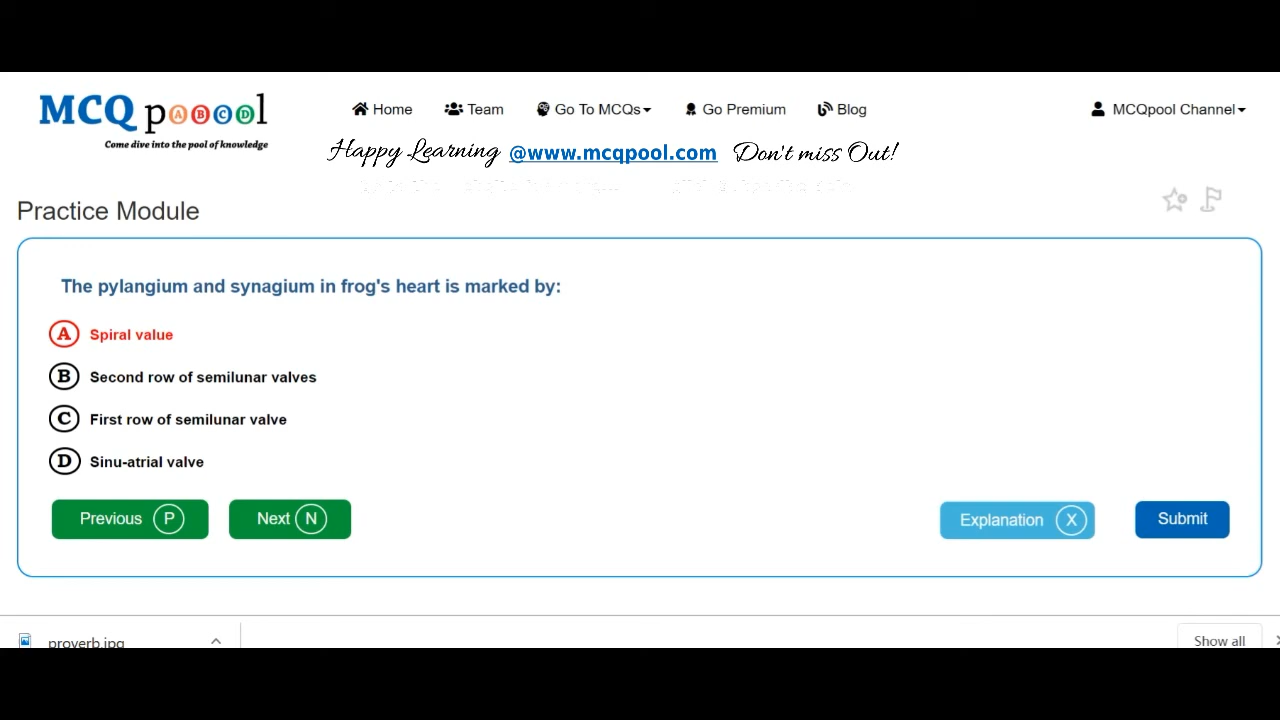 MCQ pABCDl
Come dive into the pool of knowledge
Home Team Go To MCQs Go Premium Blog MCQpool Channel
Happy Learning @www.mcqpool.com Don't miss Out!
Practice Module
The pylangium and synagium in frog's heart is marked by:
A Spiral value
B Second row of semilunar valves
C First row of semilunar valve
D Sinu-atrial valve
Previous P Next N Explanation X Submit
proverb.jpg Show all